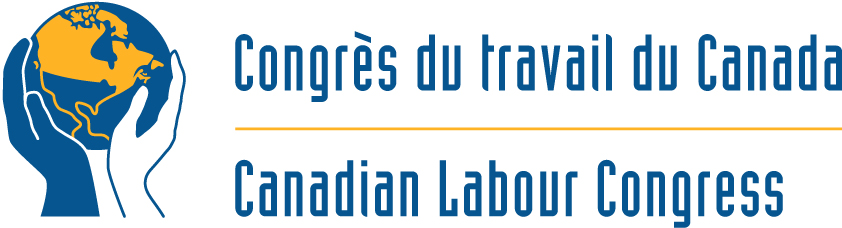 Congrès du travail du Canada
Canadian Labour Congress